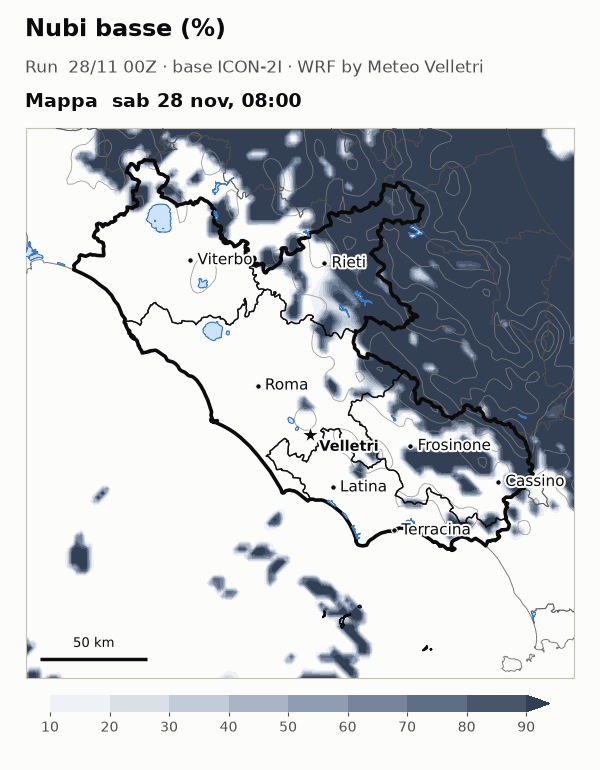 Nubi basse (%)
Run  28/11 00Z · base ICON-2I · WRF by Meteo Velletri
Mappa  sab 28 nov, 08:00
Viterbo
Rieti
Roma
Velletri
Frosinone
Latina
Cassino
Terracina
50 km
10 20 30 40 50 60 70 80 90